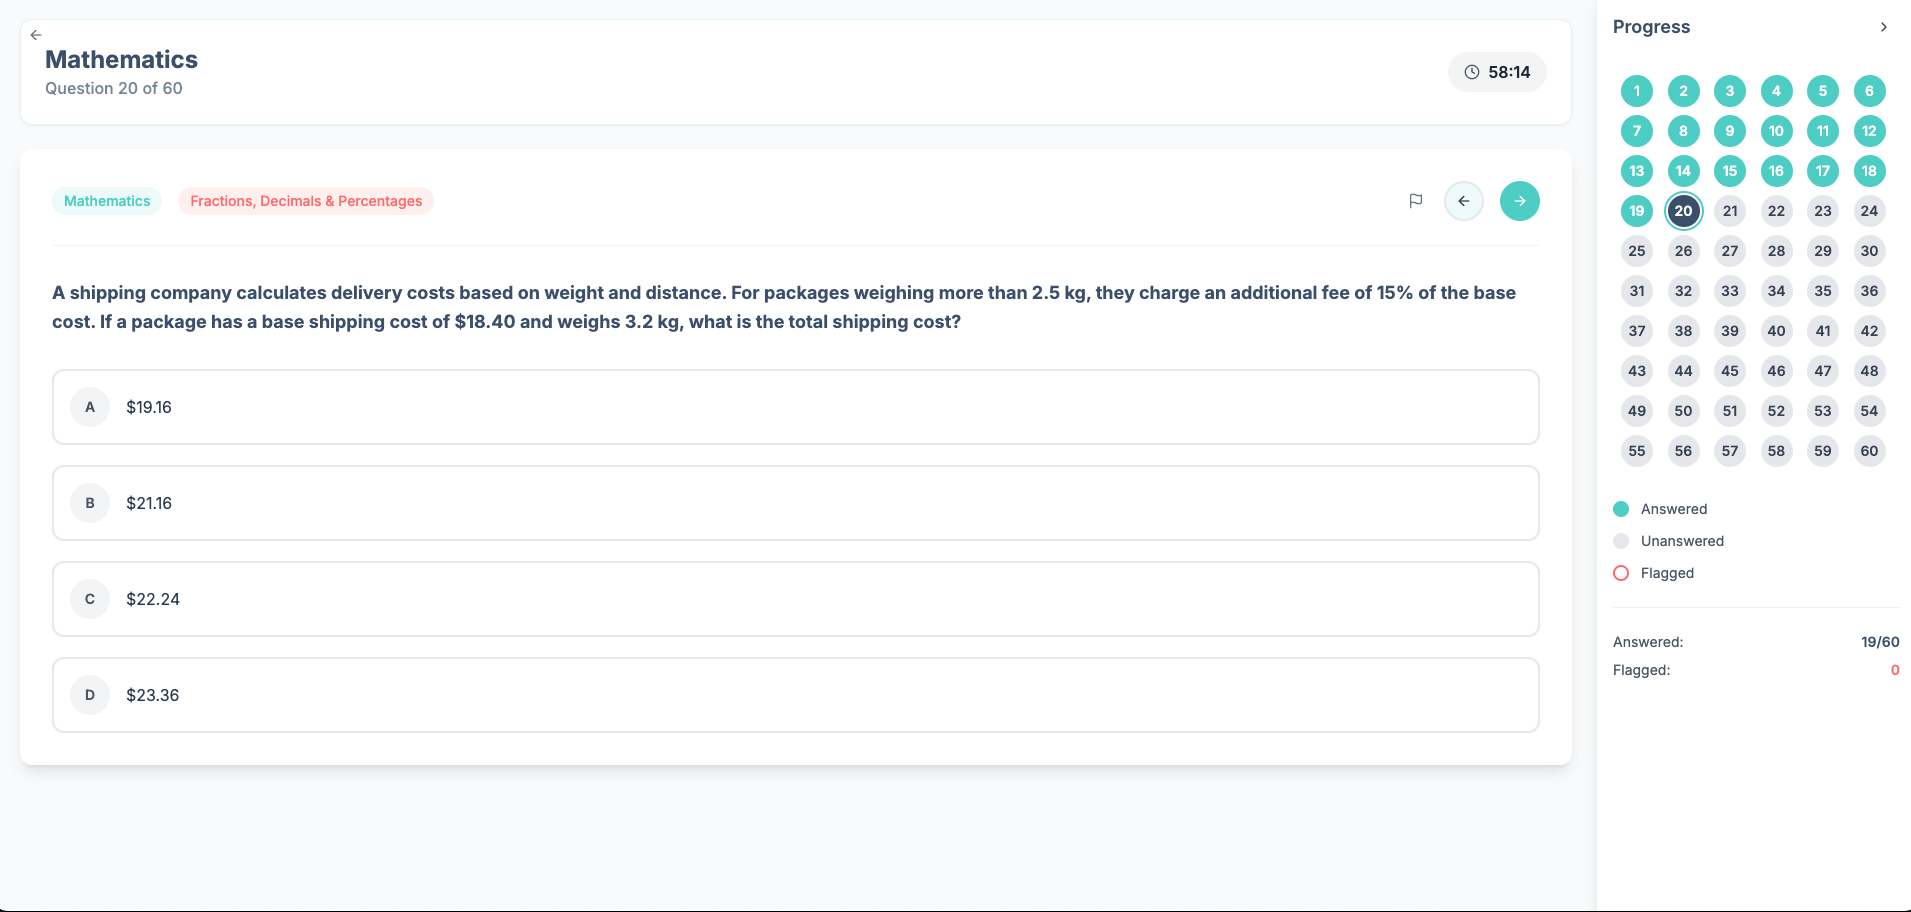 Mathematics
Question 20 of 60
58:14
Mathematics
Fractions, Decimals & Percentages
A shipping company calculates delivery costs based on weight and distance. For packages weighing more than 2.5 kg, they charge an additional fee of 15% of the base
cost. If a package has a base shipping cost of $18.40 and weighs 3.2 kg, what is the total shipping cost?
A $19.16
B $21.16
C $22.24
D $23.36
Progress
1 2 3 4 5 6
7 8 9 10 11 12
13 14 15 16 17 18
19 20 21 22 23 24
25 26 27 28 29 30
31 32 33 34 35 36
37 38 39 40 41 42
43 44 45 46 47 48
49 50 51 52 53 54
55 56 57 58 59 60
Answered
Unanswered
Flagged
Answered: 19/60
Flagged: 0